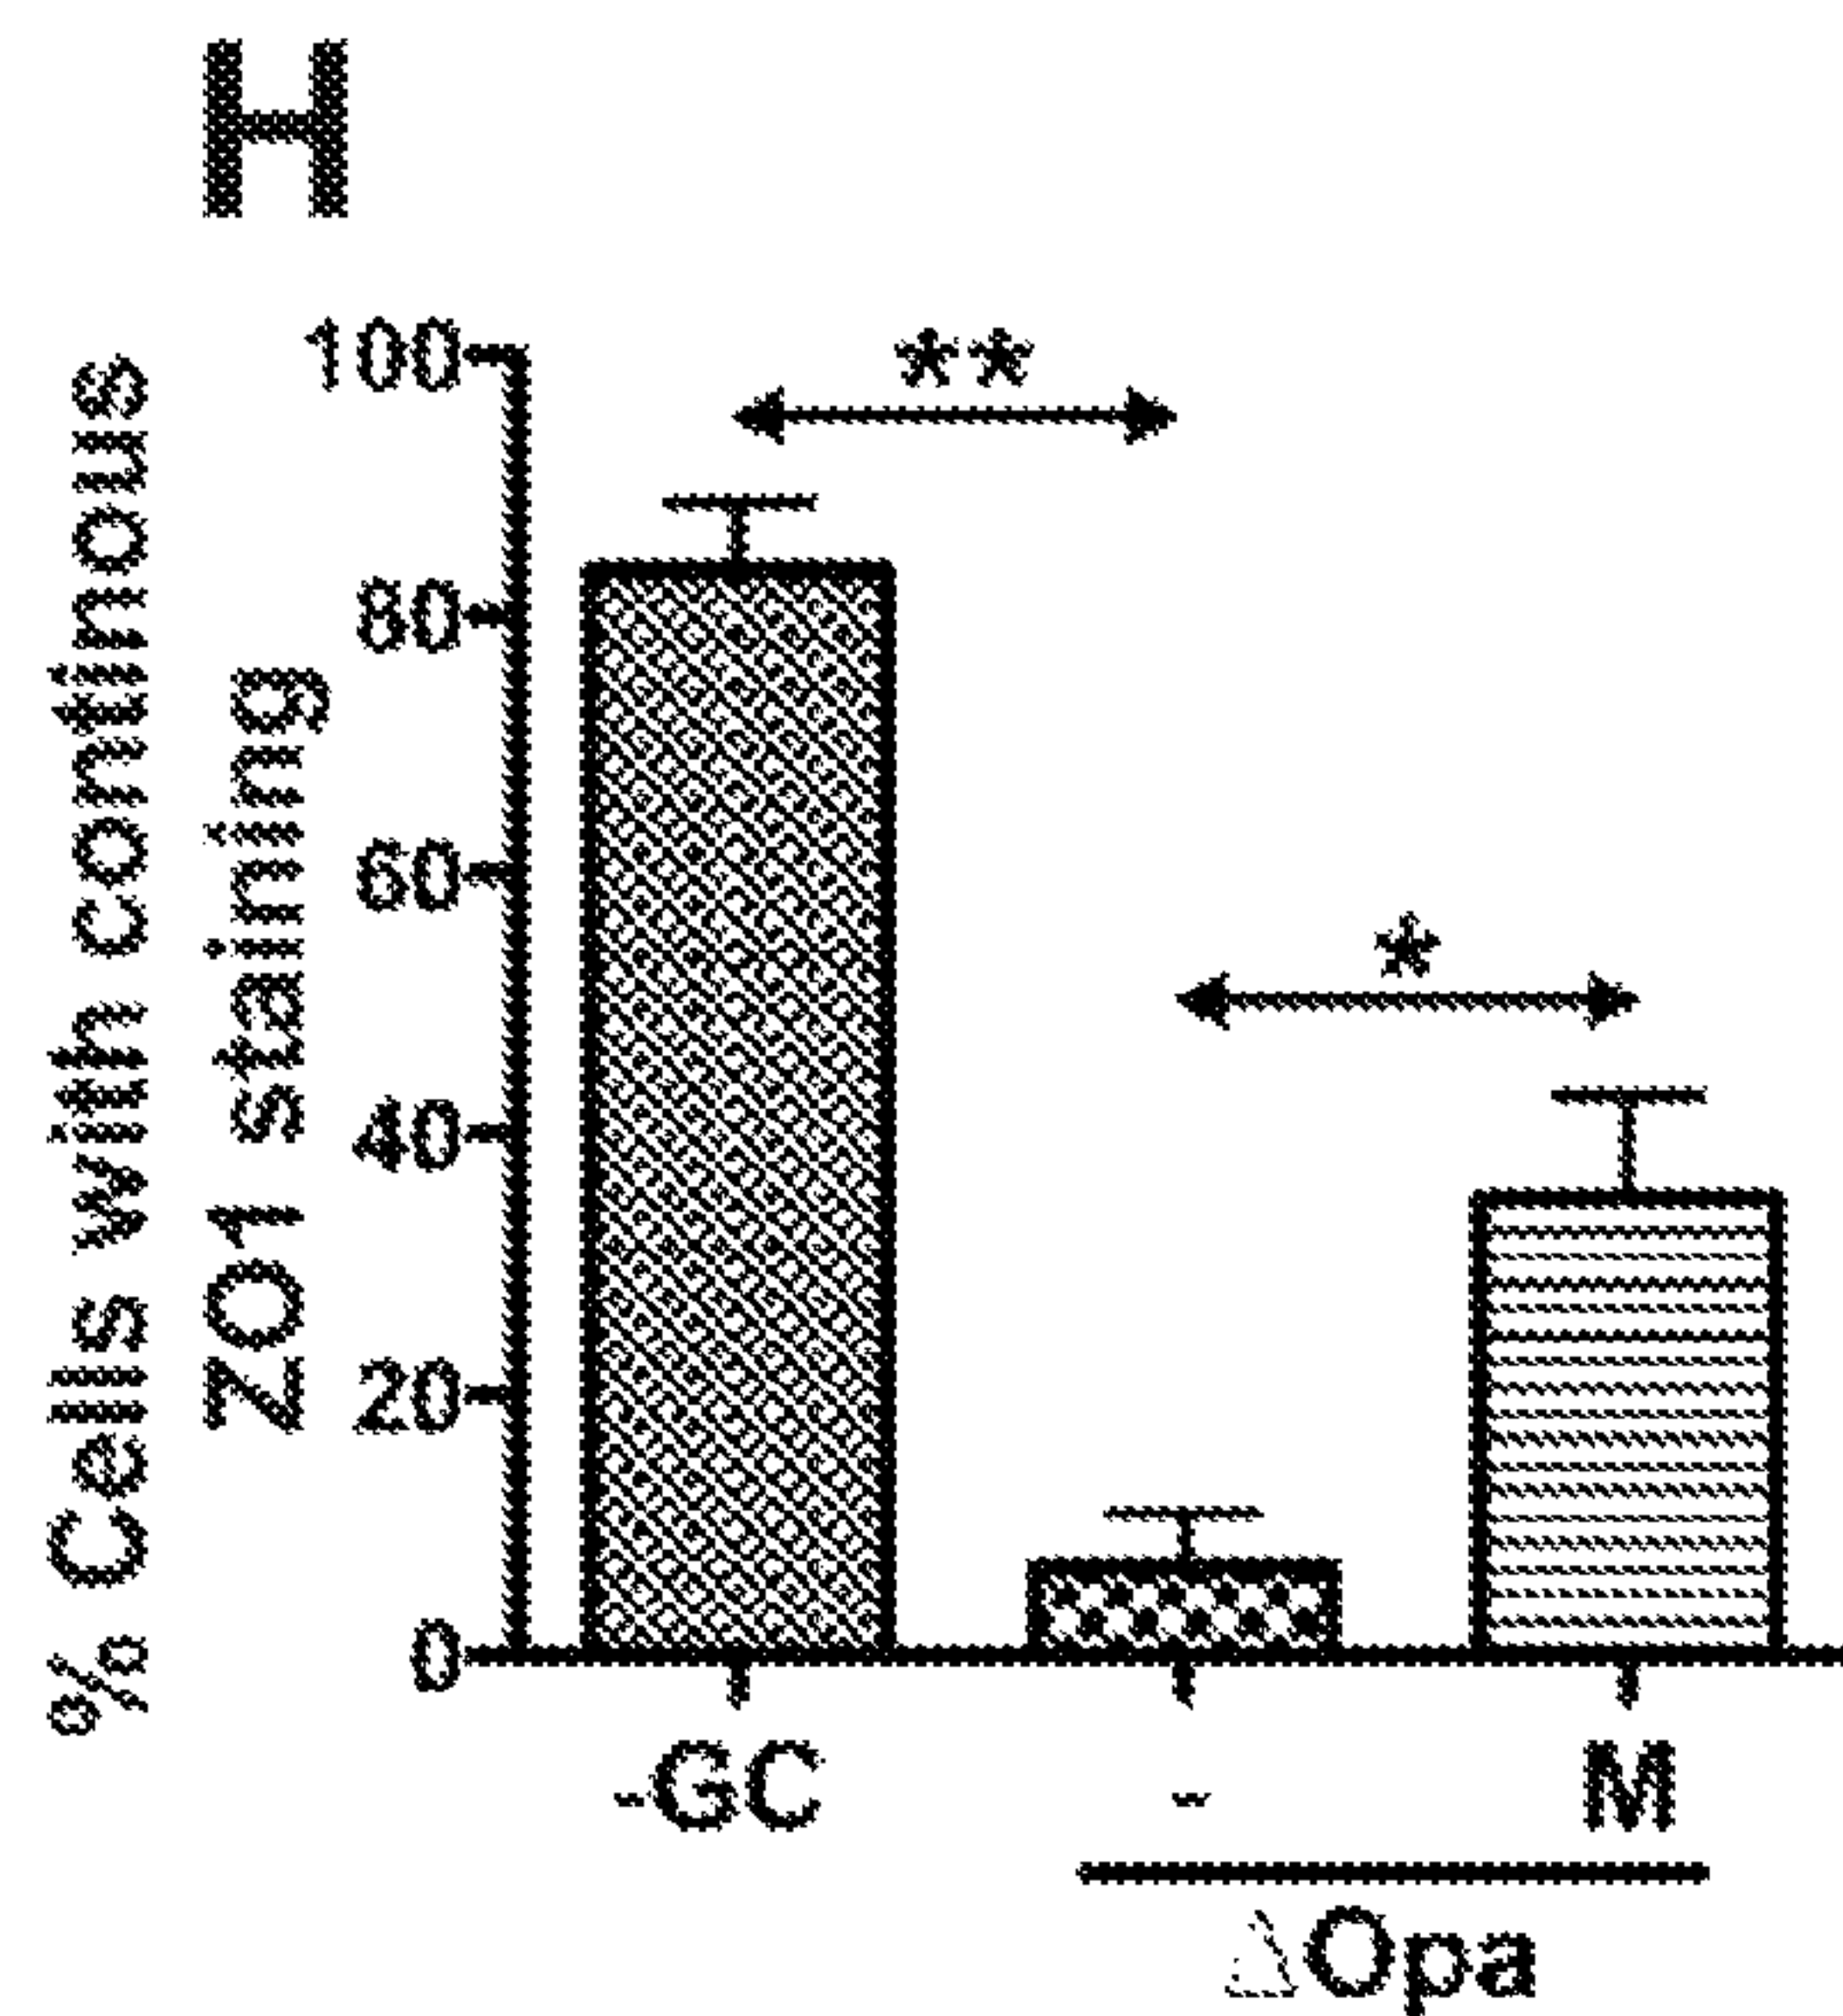 H
% Cells with continous
ZO1 staining
100
80
60
40
20
0
**
*
-GC
-
M
ΔOpa